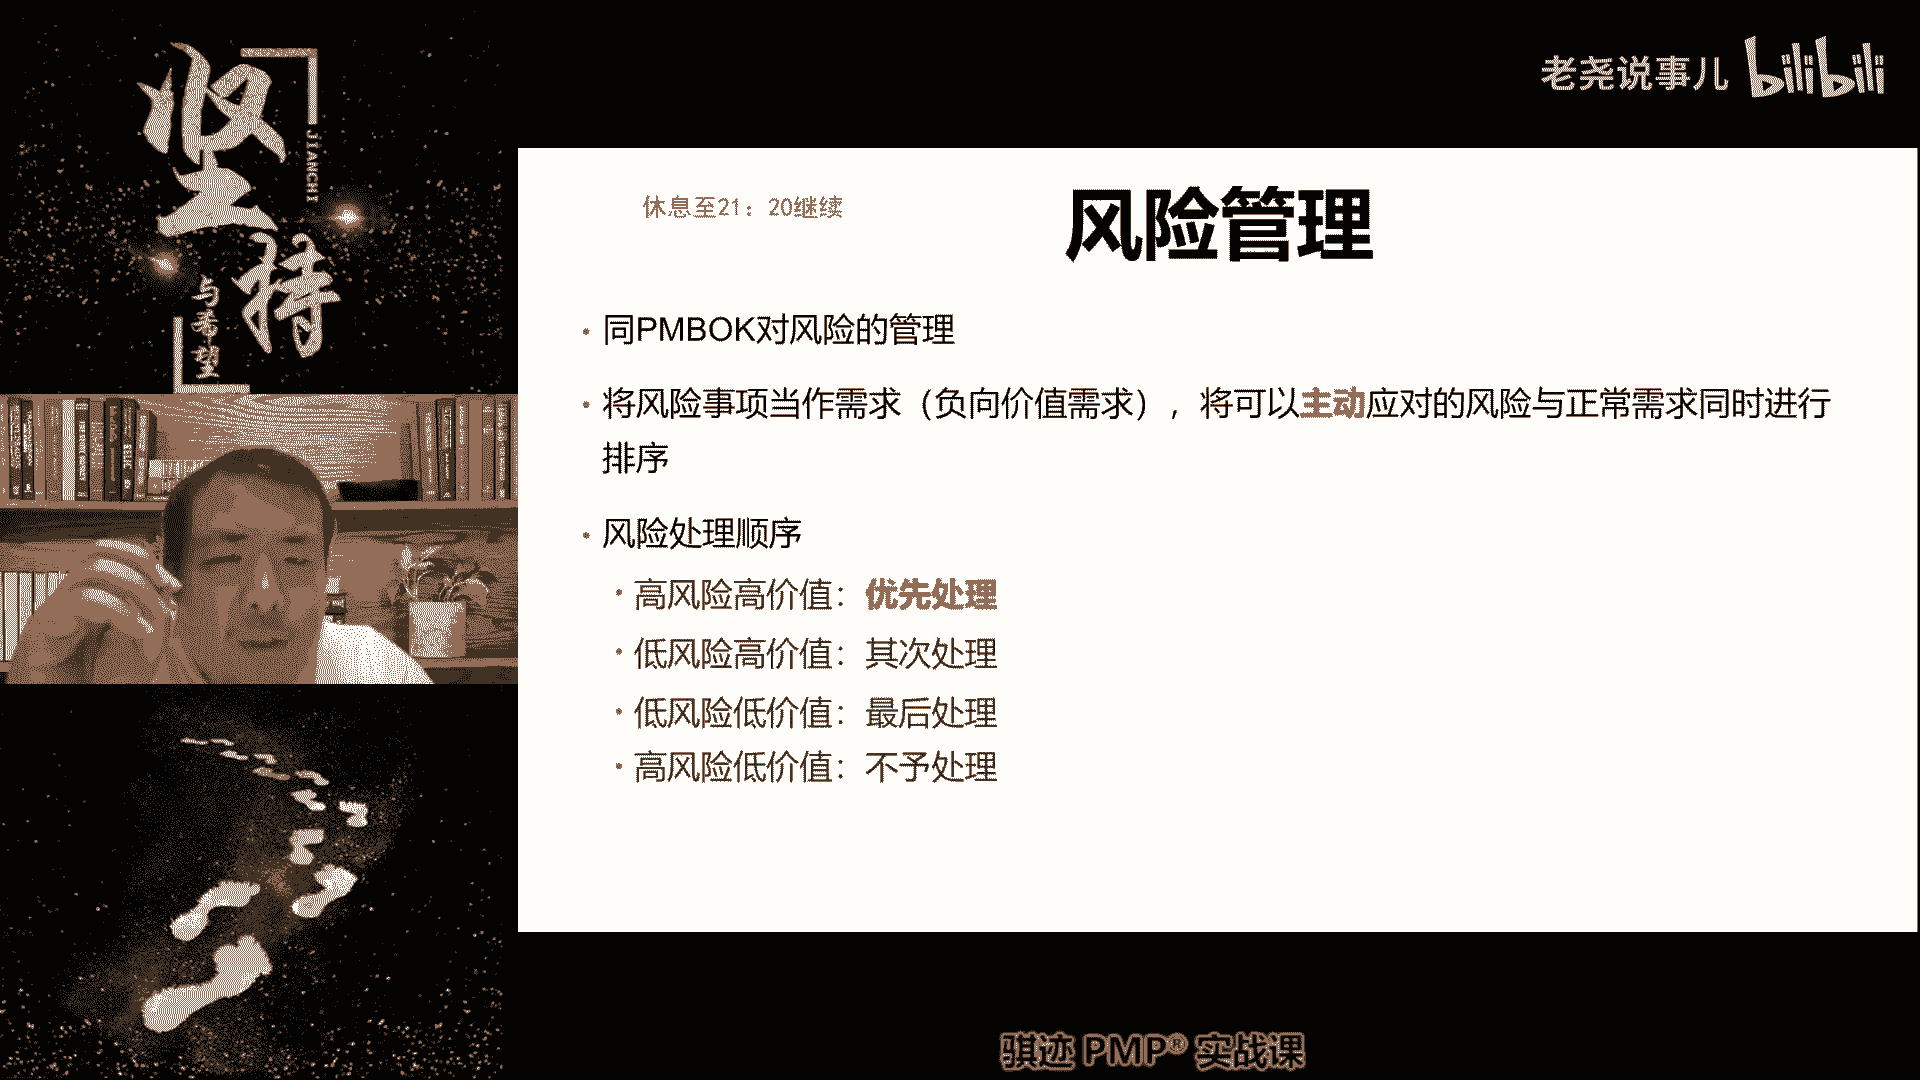 坚持
JIANCHI
与希望
老尧说事儿 bilibili
休息至21：20继续
风险管理
·同PMBOK对风险的管理
·将风险事项当作需求（负向价值需求），将可以主动应对的风险与正常需求同时进行
排序
·风险处理顺序
·高风险高价值：优先处理
·低风险高价值：其次处理
·低风险低价值：最后处理
·高风险低价值：不予处理
骐迹 PMP® 实战课